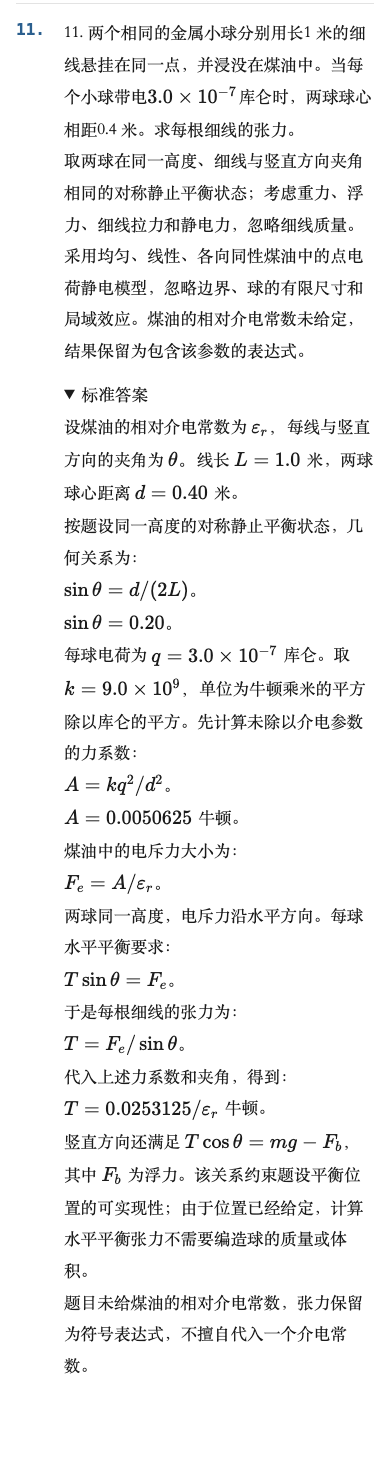 11. 11. 两个相同的金属小球分别用长1 米的细
线悬挂在同一点，并浸没在煤油中。当每
个小球带电3.0 × 10⁻⁷ 库仑时，两球球心
相距0.4 米。求每根细线的张力。
取两球在同一高度、细线与竖直方向夹角
相同的对称静止平衡状态；考虑重力、浮
力、细线拉力和静电力，忽略细线质量。
采用均匀、线性、各向同性煤油中的点电
荷静电模型，忽略边界、球的有限尺寸和
局域效应。煤油的相对介电常数未给定，
结果保留为包含该参数的表达式。
▼ 标准答案
设煤油的相对介电常数为 εᵣ，每线与竖直
方向的夹角为 θ。线长 L = 1.0 米，两球
球心距离 d = 0.40 米。
按题设同一高度的对称静止平衡状态，几
何关系为：
sin θ = d/(2L)。
sin θ = 0.20。
每球电荷为 q = 3.0 × 10⁻⁷ 库仑。取
k = 9.0 × 10⁹，单位为牛顿乘米的平方
除以库仑的平方。先计算未除以介电参数
的力系数：
A = kq²/d²。
A = 0.0050625 牛顿。
煤油中的电斥力大小为：
Fₑ = A/εᵣ。
两球同一高度，电斥力沿水平方向。每球
水平平衡要求：
T sin θ = Fₑ。
于是每根细线的张力为：
T = Fₑ/ sin θ。
代入上述力系数和夹角，得到：
T = 0.0253125/εᵣ 牛顿。
竖直方向还满足 T cos θ = mg − F_b，
其中 F_b 为浮力。该关系约束题设平衡位
置的可实现性；由于位置已经给定，计算
水平平衡张力不需要编造球的质量或体
积。
题目未给煤油的相对介电常数，张力保留
为符号表达式，不擅自代入一个介电常
数。